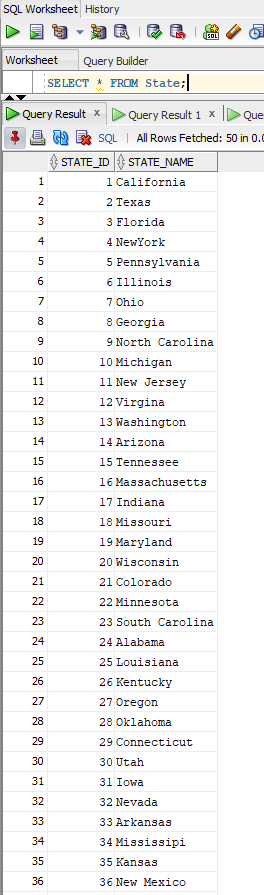 SQL Worksheet History
Worksheet Query Builder
SELECT * FROM State;
Query Result x Query Result 1 x Que
SQL All Rows Fetched: 50 in 0.0
STATE_ID STATE_NAME
1 1 California
2 2 Texas
3 3 Florida
4 4 NewYork
5 5 Pennsylvania
6 6 Illinois
7 7 Ohio
8 8 Georgia
9 9 North Carolina
10 10 Michigan
11 11 New Jersey
12 12 Virgina
13 13 Washington
14 14 Arizona
15 15 Tennessee
16 16 Massachusetts
17 17 Indiana
18 18 Missouri
19 19 Maryland
20 20 Wisconsin
21 21 Colorado
22 22 Minnesota
23 23 South Carolina
24 24 Alabama
25 25 Louisiana
26 26 Kentucky
27 27 Oregon
28 28 Oklahoma
29 29 Connecticut
30 30 Utah
31 31 Iowa
32 32 Nevada
33 33 Arkansas
34 34 Mississipi
35 35 Kansas
36 36 New Mexico